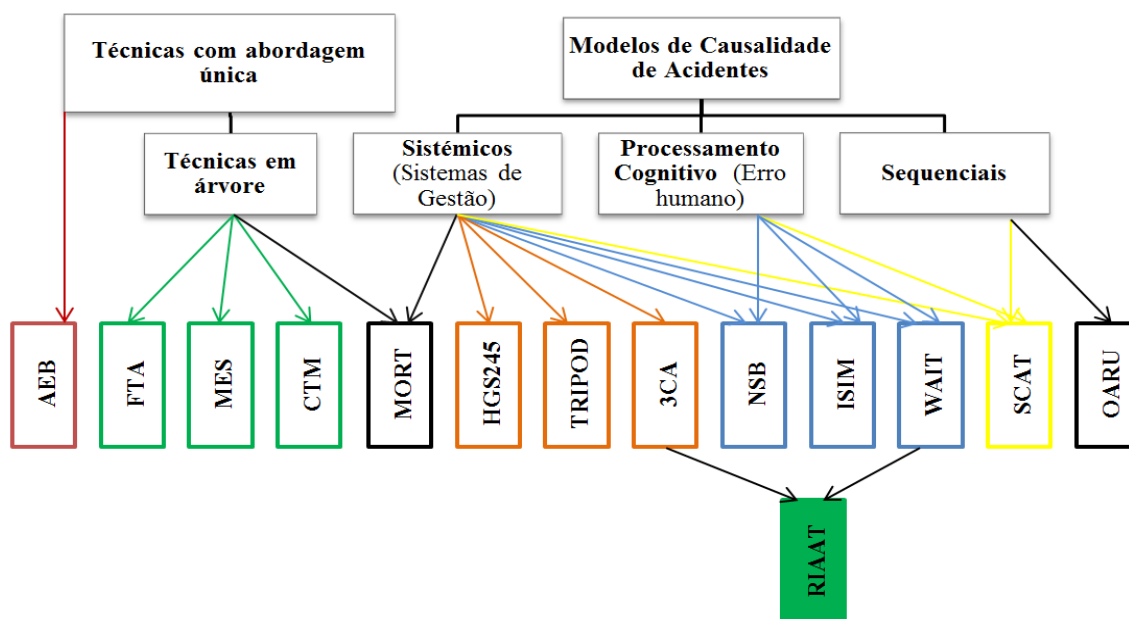 Técnicas com abordagem
única
Modelos de Causalidade
de Acidentes
Técnicas em
árvore
Sistémicos
(Sistemas de
Gestão)
Processamento
Cognitivo (Erro
humano)
Sequenciais
AEB
FTA
MES
CTM
MORT
HGS245
TRIPOD
3CA
NSB
ISIM
WAIT
SCAT
OARU
RIAAT